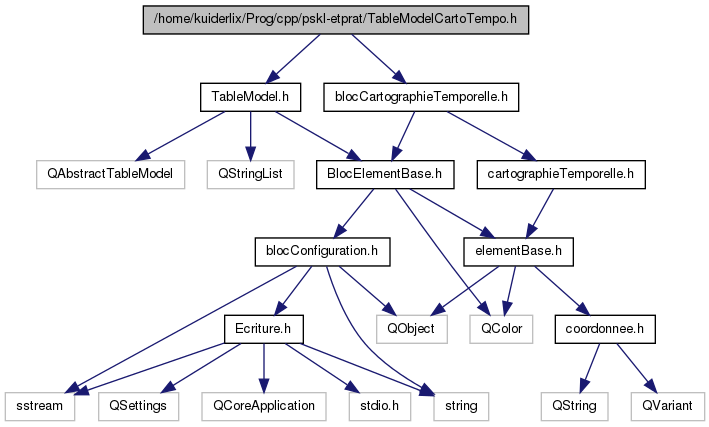 /home/kuiderlix/Prog/cpp/pskl-etprat/TableModelCartoTempo.h
TableModel.h
blocCartographieTemporelle.h
QAbstractTableModel
QStringList
BlocElementBase.h
cartographieTemporelle.h
blocConfiguration.h
elementBase.h
Ecriture.h
QObject
QColor
coordonnee.h
sstream
QSettings
QCoreApplication
stdio.h
string
QString
QVariant